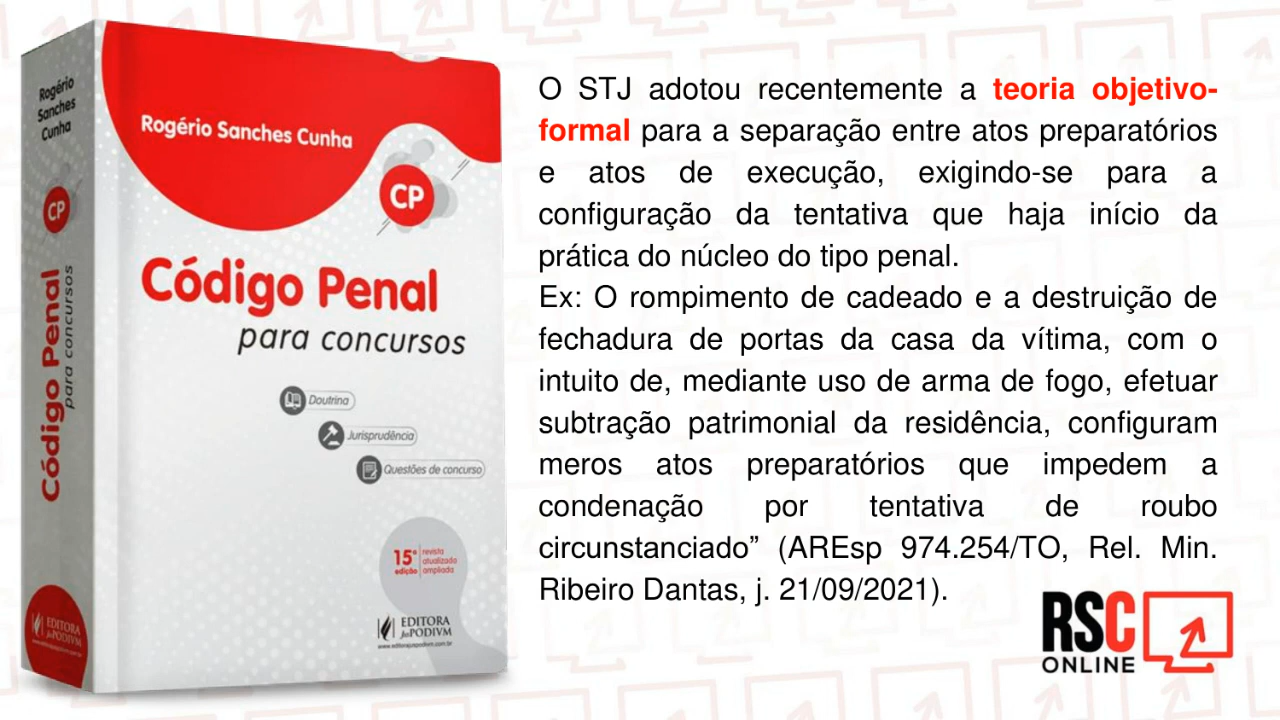 Rogério
Sanches
Cunha
CP
Código Penal
para concursos
EDITORA
JusPODIVM
Rogério Sanches Cunha
CP
Código Penal
para concursos
Doutrina
Jurisprudência
Questões de concurso
15ª
edição
revista
atualizada
ampliada
EDITORA
JusPODIVM
www.editorajuspodivm.com.br
O STJ adotou recentemente a teoria objetivo-
formal para a separação entre atos preparatórios
e atos de execução, exigindo-se para a
configuração da tentativa que haja início da
prática do núcleo do tipo penal.
Ex: O rompimento de cadeado e a destruição de
fechadura de portas da casa da vítima, com o
intuito de, mediante uso de arma de fogo, efetuar
subtração patrimonial da residência, configuram
meros atos preparatórios que impedem a
condenação por tentativa de roubo
circunstanciado” (AREsp 974.254/TO, Rel. Min.
Ribeiro Dantas, j. 21/09/2021).
RSC
ONLINE